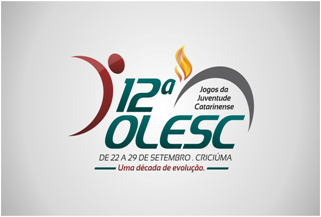 12ª
Jogos da
Juventude
Catarinense
OLESC
DE 22 A 29 DE SETEMBRO . CRICIÚMA
Uma década de evolução.